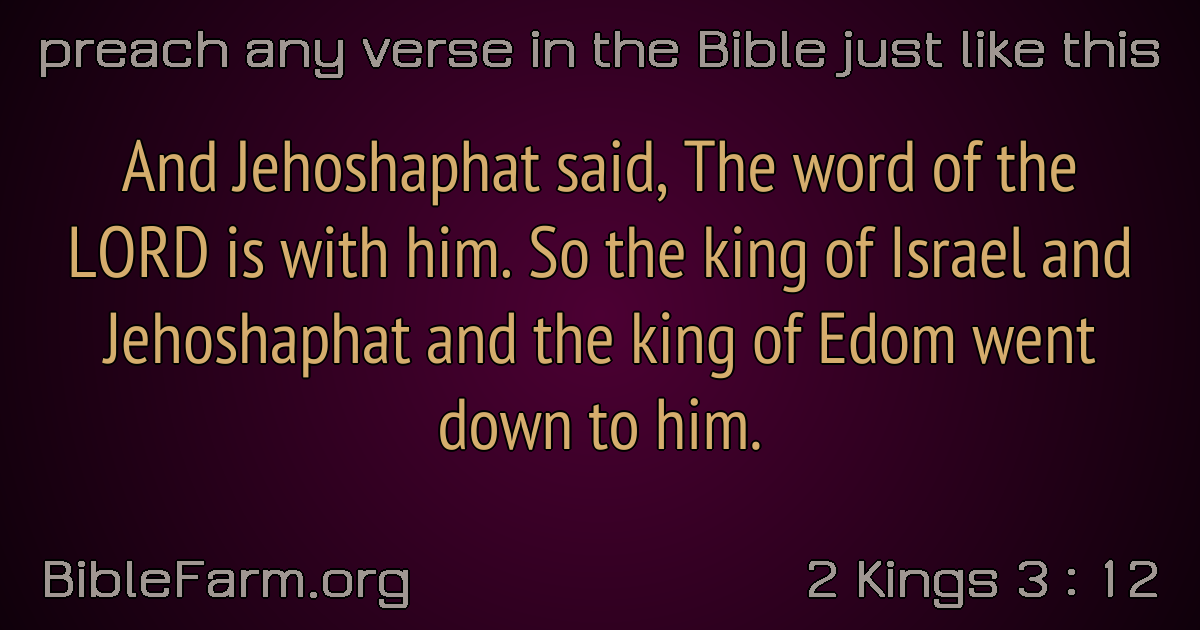 preach any verse in the Bible just like this
And Jehoshaphat said, The word of the
LORD is with him. So the king of Israel and
Jehoshaphat and the king of Edom went
down to him.
BibleFarm.org
2 Kings 3 : 12